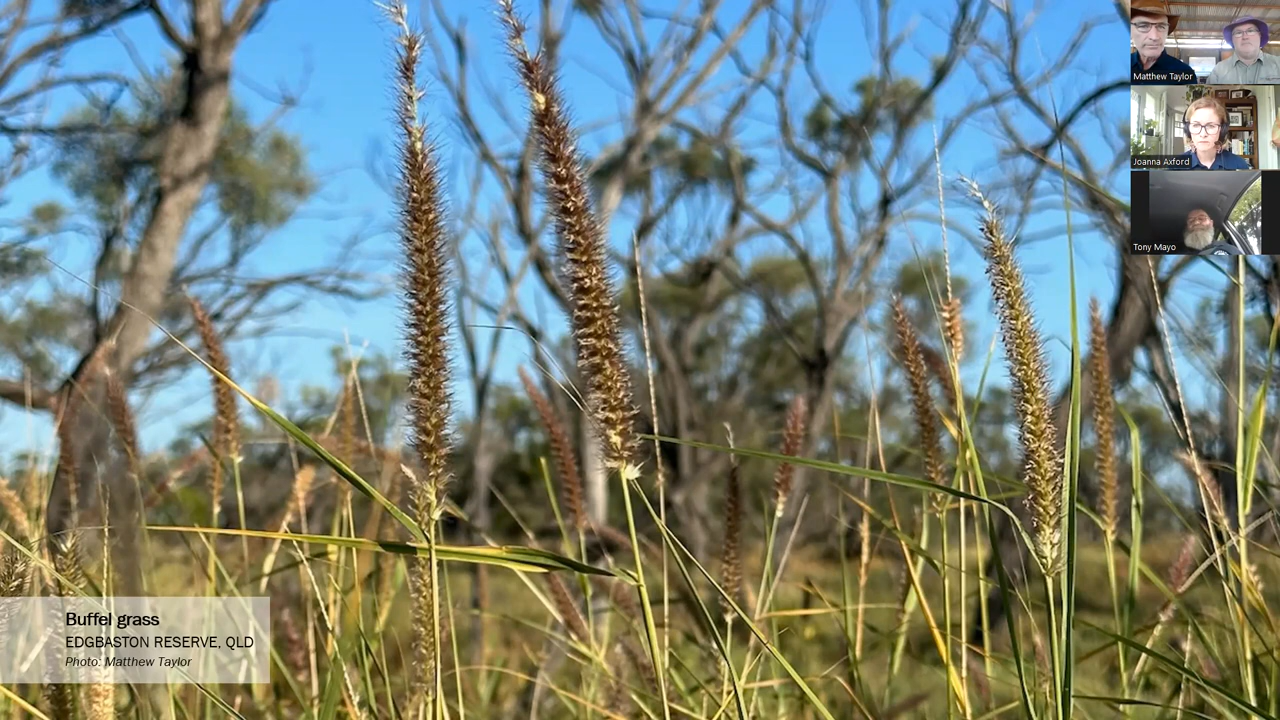 Matthew Taylor
Joanna Axford
Tony Mayo
Buffel grass
EDGBASTON RESERVE, QLD
Photo: Matthew Taylor